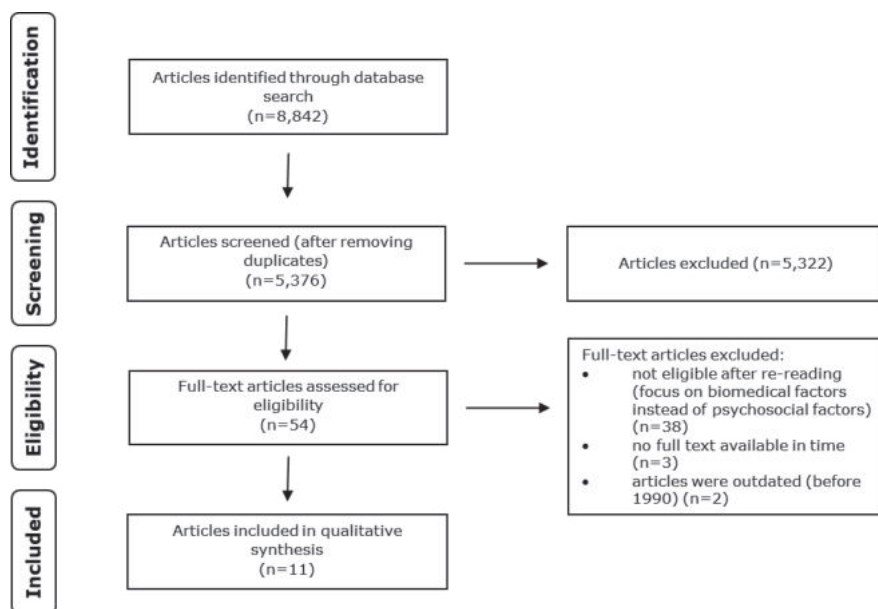 Identification
Articles identified through database
search
(n=8,842)
Screening
Articles screened (after removing
duplicates)
(n=5,376)
Articles excluded (n=5,322)
Eligibility
Full-text articles assessed for
eligibility
(n=54)
Full-text articles excluded:
• not eligible after re-reading
(focus on biomedical factors
instead of psychosocial factors)
(n=38)
• no full text available in time
(n=3)
• articles were outdated (before
1990) (n=2)
Included
Articles included in qualitative
synthesis
(n=11)